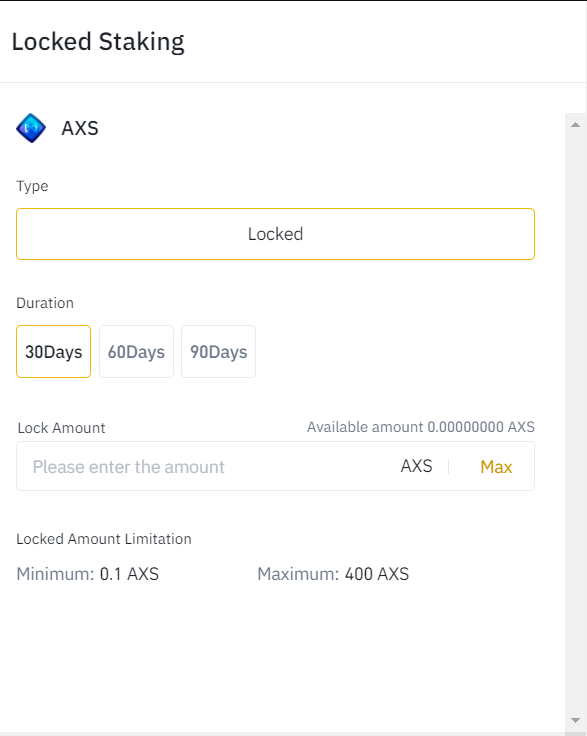 Locked Staking
AXS
Type
Locked
Duration
30Days 60Days 90Days
Lock Amount Available amount 0.00000000 AXS
Please enter the amount AXS Max
Locked Amount Limitation
Minimum: 0.1 AXS Maximum: 400 AXS